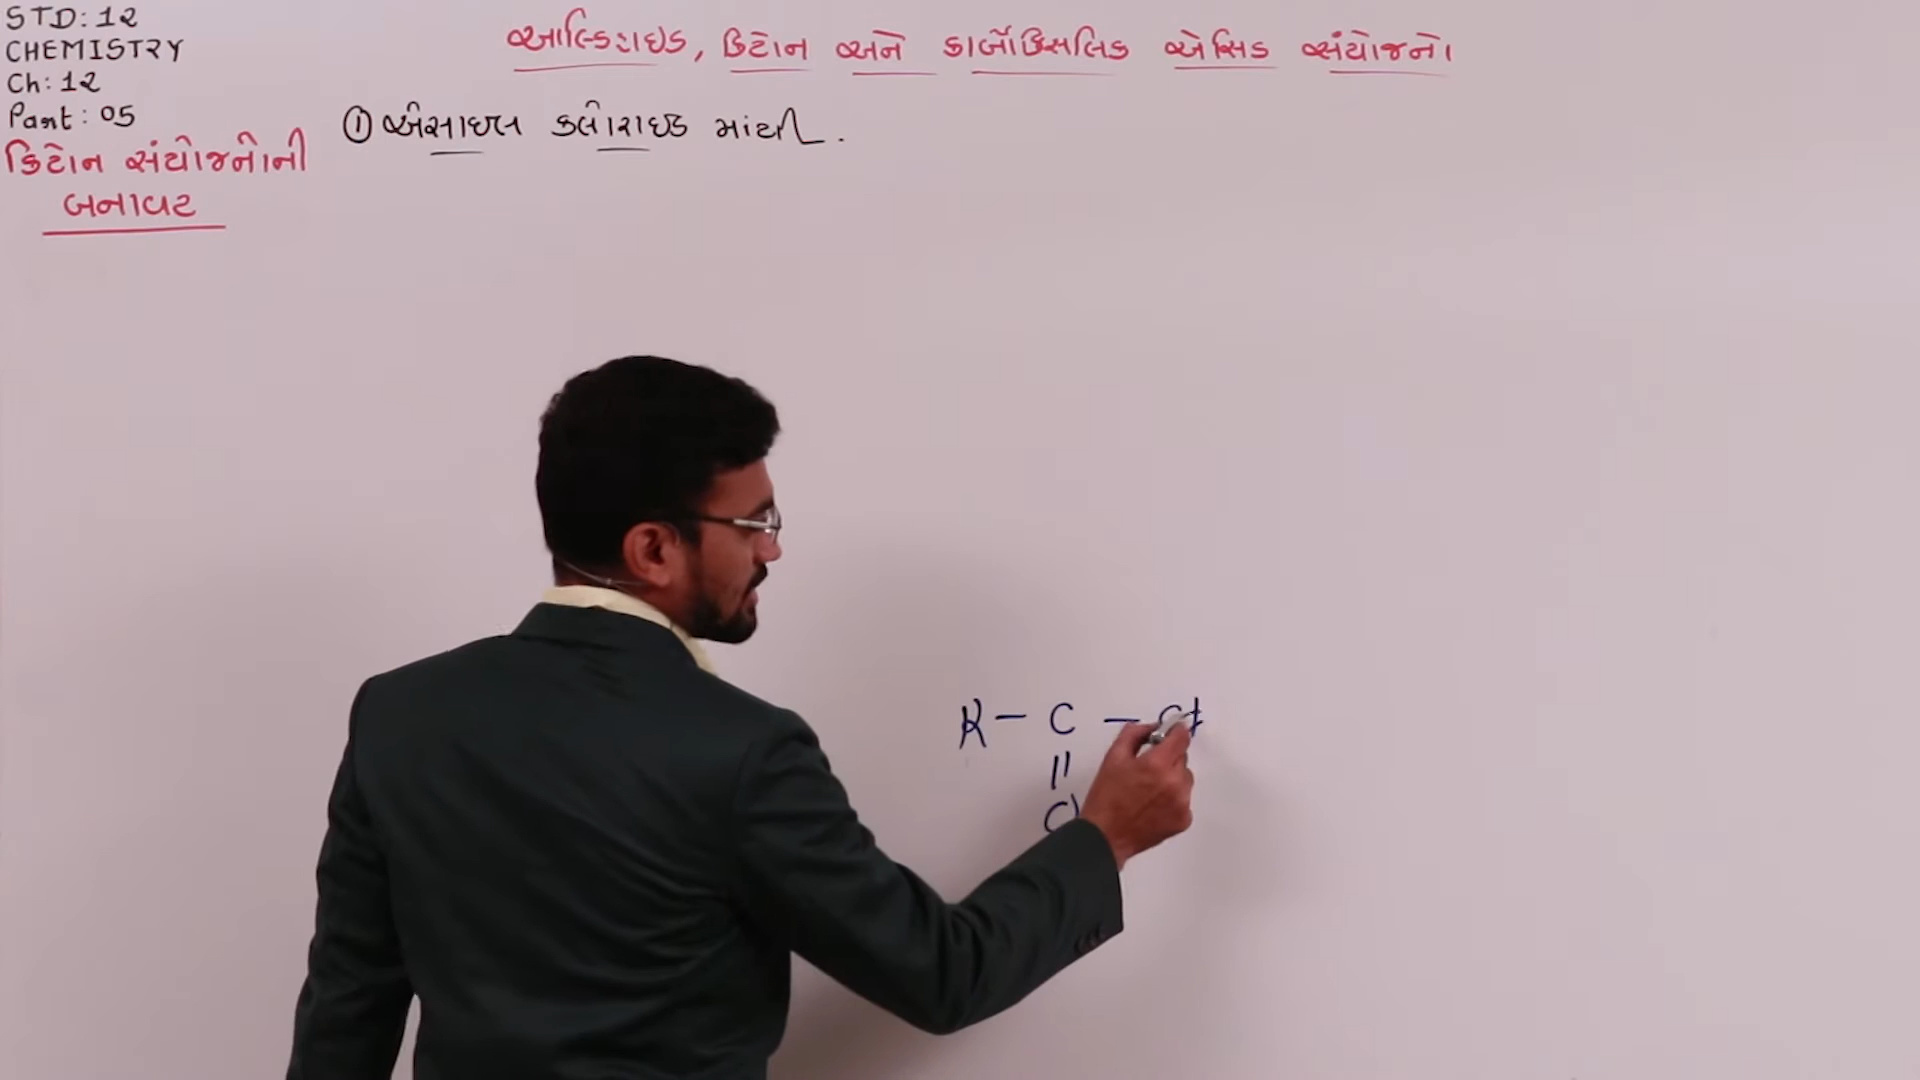 STD: 12
CHEMISTRY
Ch: 12
Part: 05
કિટોન સંયોજનોની
બનાવટ
આલ્ડિહાઇડ, કિટોન અને કાર્બોક્સિલિક એસિડ સંયોજનો
① એસાઇલ ક્લોરાઇડ માંથી.
R - C -
||
O